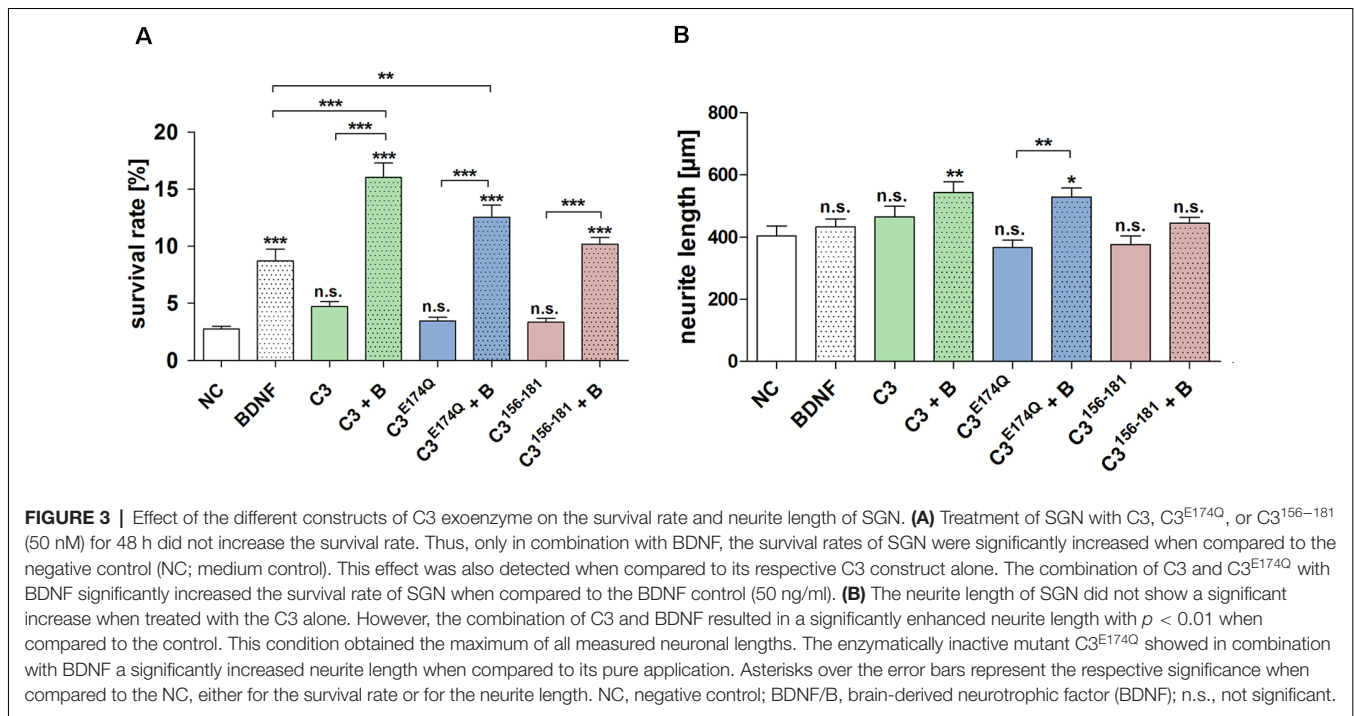 A
**
***
***
20
***
***
***
15
***
***
***
10
***
n.s.
n.s.
n.s.
5
0
survival rate [%]
NC
BDNF
C3
C3 + B
C3E174Q
C3E174Q + B
C3156-181
C3156-181 + B
B
800
**
**
*
600
n.s.
n.s.
n.s.
n.s.
n.s.
400
200
0
neurite length [µm]
NC
BDNF
C3
C3 + B
C3E174Q
C3E174Q + B
C3156-181
C3156-181 + B
FIGURE 3 | Effect of the different constructs of C3 exoenzyme on the survival rate and neurite length of SGN. (A) Treatment of SGN with C3, C3E174Q, or C3156−181
(50 nM) for 48 h did not increase the survival rate. Thus, only in combination with BDNF, the survival rates of SGN were significantly increased when compared to the
negative control (NC; medium control). This effect was also detected when compared to its respective C3 construct alone. The combination of C3 and C3E174Q with
BDNF significantly increased the survival rate of SGN when compared to the BDNF control (50 ng/ml). (B) The neurite length of SGN did not show a significant
increase when treated with the C3 alone. However, the combination of C3 and BDNF resulted in a significantly enhanced neurite length with p < 0.01 when
compared to the control. This condition obtained the maximum of all measured neuronal lengths. The enzymatically inactive mutant C3E174Q showed in combination
with BDNF a significantly increased neurite length when compared to its pure application. Asterisks over the error bars represent the respective significance when
compared to the NC, either for the survival rate or for the neurite length. NC, negative control; BDNF/B, brain-derived neurotrophic factor (BDNF); n.s., not significant.